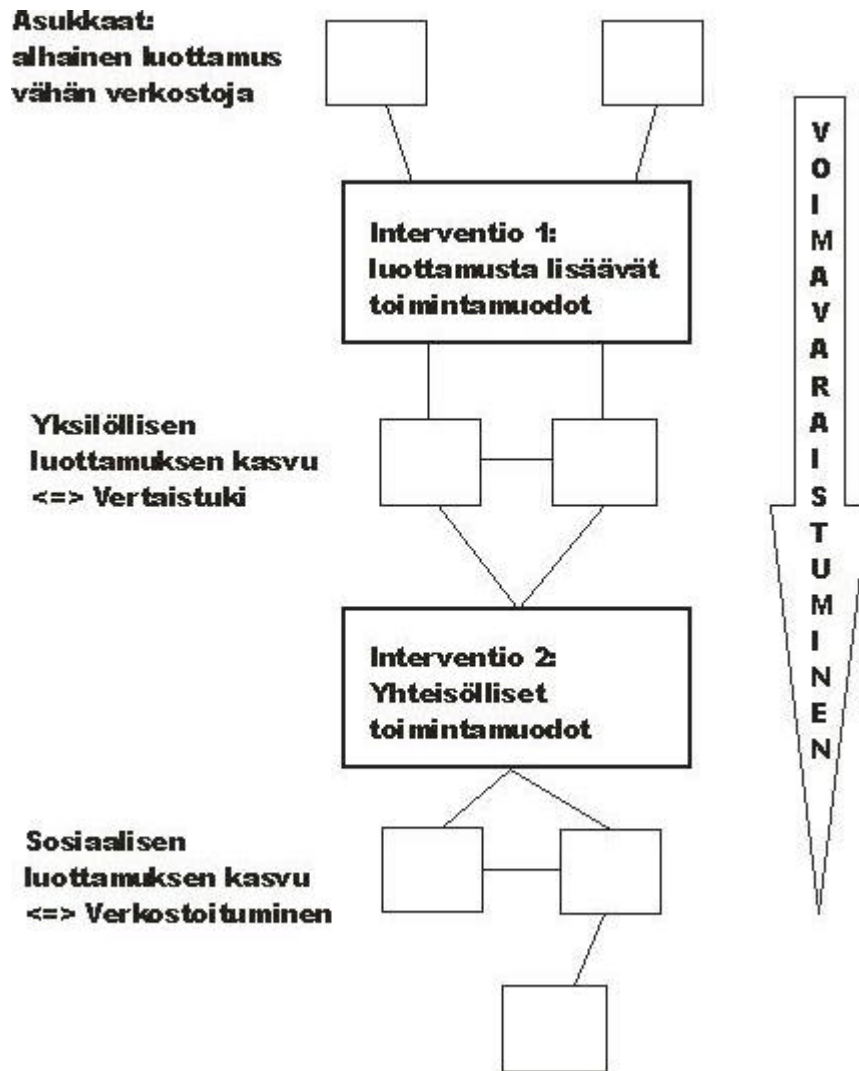 Asukkaat:
alhainen luottamus
vähän verkostoja
Interventio 1:
luottamusta lisäävät
toimintamuodot
Yksilöllisen
luottamuksen kasvu
<=> Vertaistuki
Interventio 2:
Yhteisölliset
toimintamuodot
Sosiaalisen
luottamuksen kasvu
<=> Verkostoituminen
VOIMAVARAISTUMINEN